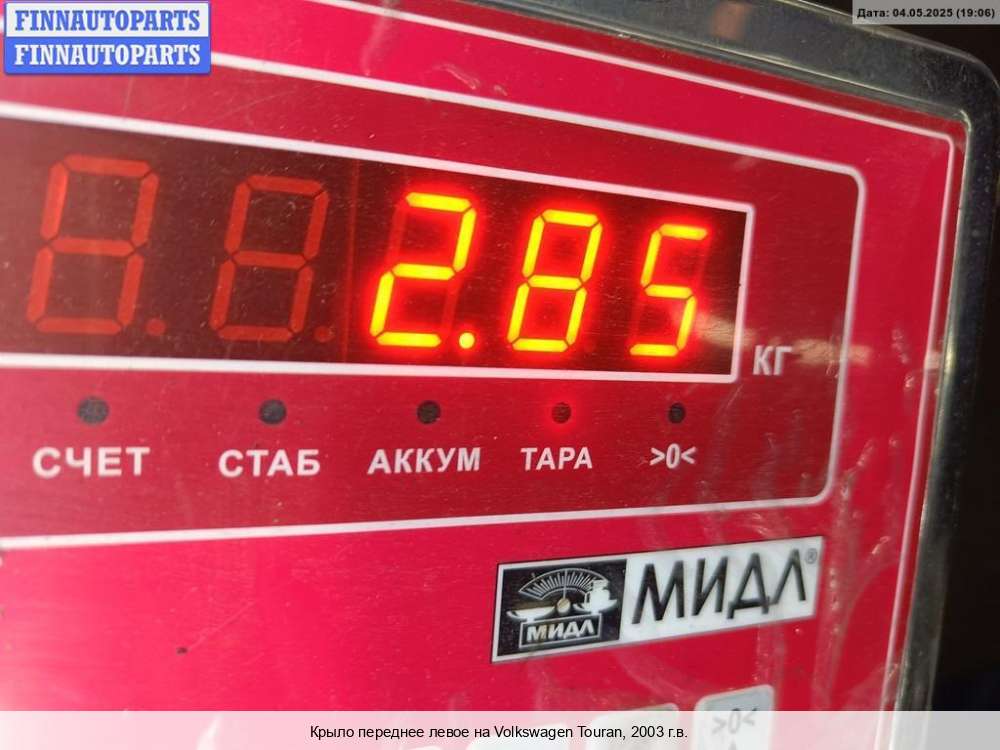 FINNAUTOPARTS
FINNAUTOPARTS
Дата: 04.05.2025 (19:06)
2.85
КГ
СЧЕТ СТАБ АККУМ ТАРА >0<
МИДЛ МИДЛ®
>0<
Крыло переднее левое на Volkswagen Touran, 2003 г.в.